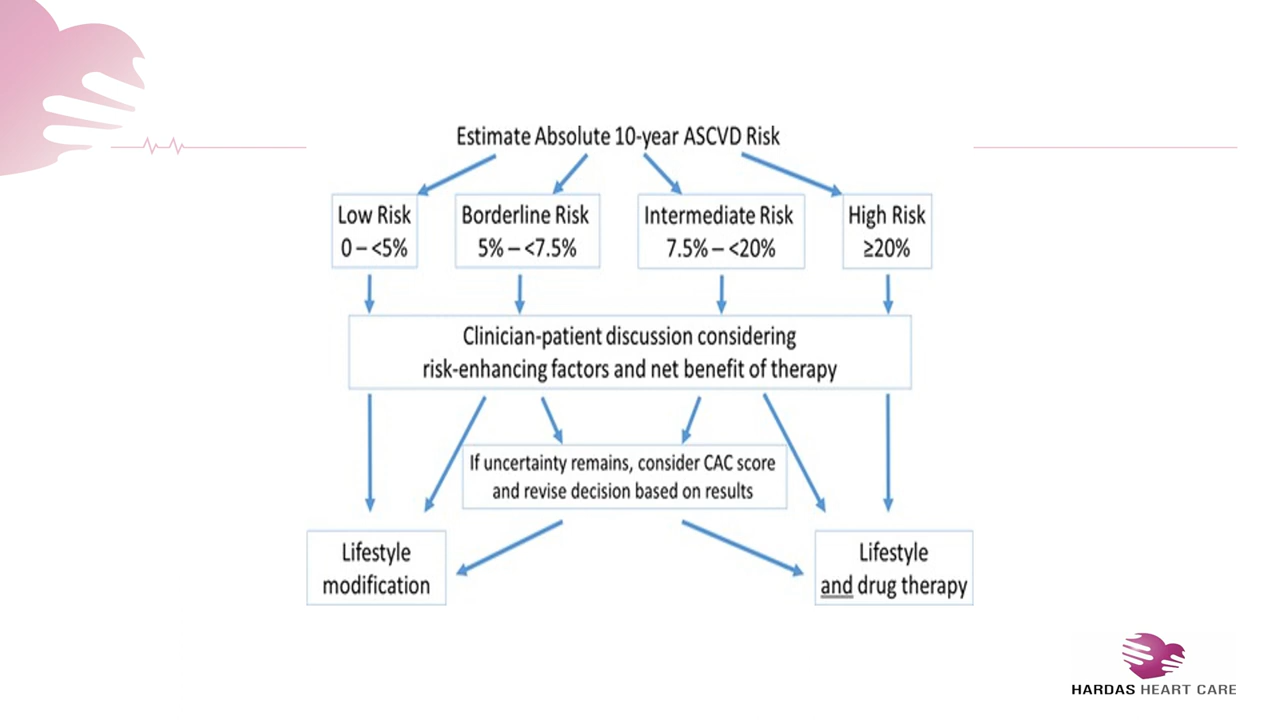 Estimate Absolute 10-year ASCVD Risk
Low Risk
0 – <5%
Borderline Risk
5% – <7.5%
Intermediate Risk
7.5% – <20%
High Risk
≥20%
Clinician-patient discussion considering
risk-enhancing factors and net benefit of therapy
If uncertainty remains, consider CAC score
and revise decision based on results
Lifestyle
modification
Lifestyle
and drug therapy
HARDAS HEART CARE